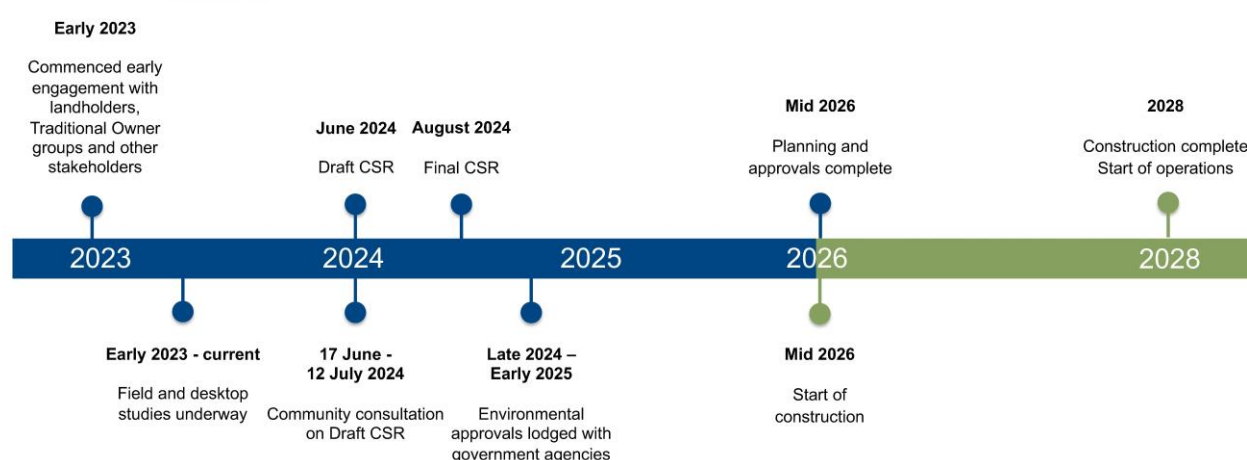 Early 2023
Commenced early
engagement with
landholders,
Traditional Owner
groups and other
stakeholders
June 2024
Draft CSR
August 2024
Final CSR
Mid 2026
Planning and
approvals complete
2028
Construction complete
Start of operations
2023
2024
2025
2026
2028
Early 2023 - current
Field and desktop
studies underway
17 June -
12 July 2024
Community consultation
on Draft CSR
Late 2024 –
Early 2025
Environmental
approvals lodged with
government agencies
Mid 2026
Start of
construction